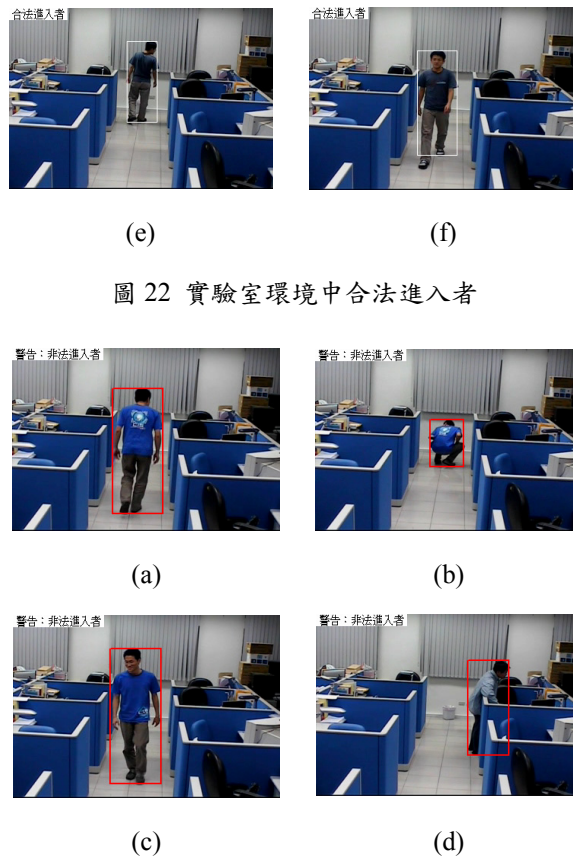 合法進入者
合法進入者
(e)
(f)
圖 22 實驗室環境中合法進入者
警告：非法進入者
警告：非法進入者
(a)
(b)
警告：非法進入者
警告：非法進入者
(c)
(d)